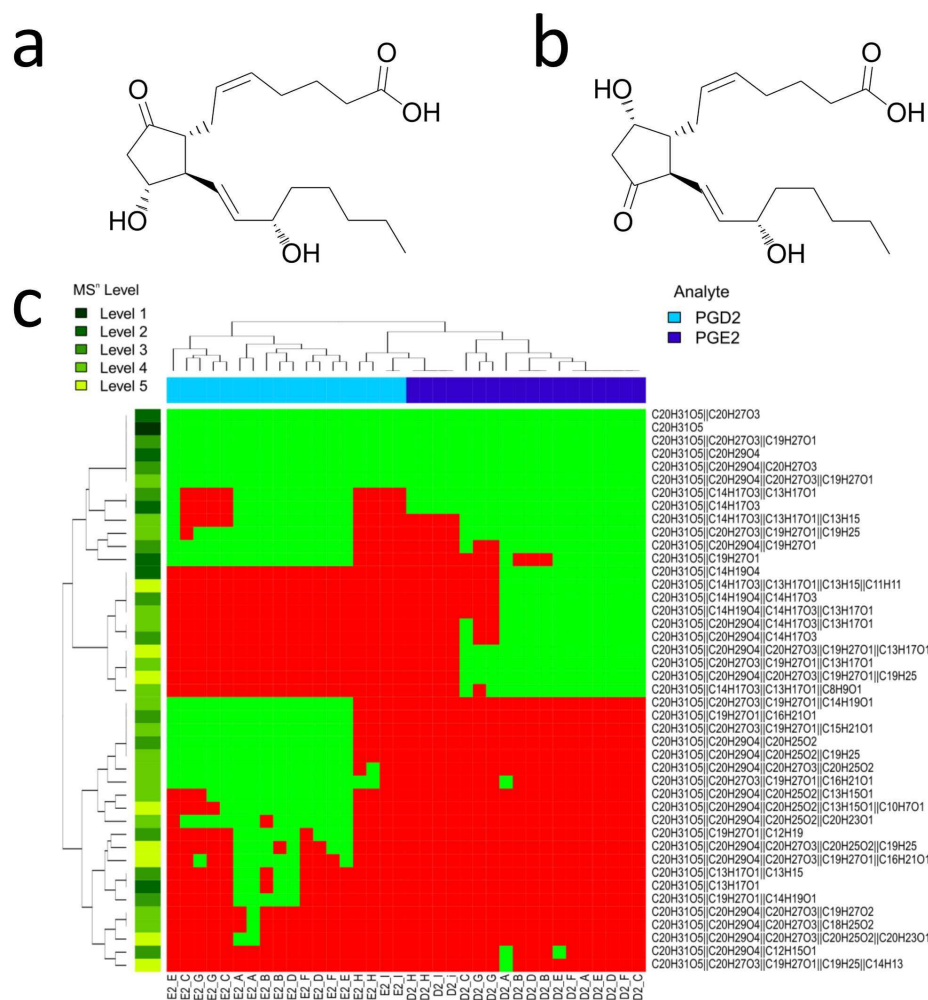 a
b
O
OH
HO
OH
O
HO
O
OH
O
OH
c
MSⁿ Level
Level 1
Level 2
Level 3
Level 4
Level 5
Analyte
PGD2
PGE2
C20H31O5||C20H27O3
C20H31O5
C20H31O5||C20H27O3||C19H27O1
C20H31O5||C20H29O4
C20H31O5||C20H29O4||C20H27O3
C20H31O5||C20H29O4||C20H27O3||C19H27O1
C20H31O5||C14H17O3||C13H17O1
C20H31O5||C14H17O3
C20H31O5||C14H17O3||C13H17O1||C13H15
C20H31O5||C20H27O3||C19H27O1||C19H25
C20H31O5||C20H29O4||C19H27O1
C20H31O5||C19H27O1
C20H31O5||C14H19O4
C20H31O5||C14H17O3||C13H17O1||C13H15||C11H11
C20H31O5||C14H19O4||C14H17O3
C20H31O5||C14H19O4||C14H17O3||C13H17O1
C20H31O5||C20H29O4||C14H17O3||C13H17O1
C20H31O5||C20H29O4||C14H17O3
C20H31O5||C20H29O4||C20H27O3||C19H27O1||C13H17O1
C20H31O5||C20H27O3||C19H27O1||C13H17O1
C20H31O5||C20H29O4||C20H27O3||C19H27O1||C19H25
C20H31O5||C14H17O3||C13H17O1||C8H9O1
C20H31O5||C20H27O3||C19H27O1||C14H19O1
C20H31O5||C19H27O1||C16H21O1
C20H31O5||C20H27O3||C19H27O1||C15H21O1
C20H31O5||C20H29O4||C20H25O2
C20H31O5||C20H29O4||C20H25O2||C19H25
C20H31O5||C20H29O4||C20H27O3||C20H25O2
C20H31O5||C20H27O3||C19H27O1||C16H21O1
C20H31O5||C20H29O4||C20H25O2||C13H15O1
C20H31O5||C20H29O4||C20H25O2||C13H15O1||C10H7O1
C20H31O5||C20H29O4||C20H25O2||C20H23O1
C20H31O5||C19H27O1||C12H19
C20H31O5||C20H29O4||C20H27O3||C20H25O2||C19H25
C20H31O5||C20H29O4||C20H27O3||C19H27O1||C16H21O1
C20H31O5||C13H17O1||C13H15
C20H31O5||C13H17O1
C20H31O5||C19H27O1||C14H19O1
C20H31O5||C20H29O4||C20H27O3||C19H27O2
C20H31O5||C20H29O4||C20H27O3||C18H25O2
C20H31O5||C20H29O4||C20H27O3||C20H25O2||C20H23O1
C20H31O5||C20H29O4||C12H15O1
C20H31O5||C20H27O3||C19H27O1||C19H25||C14H13
E2_E
E2_C
E2_G
E2_G
E2_C
E2_A
E2_A
E2_B
E2_B
E2_D
E2_F
E2_D
E2_F
E2_E
E2_H
E2_H
E2_I
E2_I
D2_H
D2_H
D2_I
D2_i
D2_C
D2_G
D2_G
D2_A
D2_B
D2_D
D2_B
D2_E
D2_F
D2_A
D2_E
D2_D
D2_F
D2_C